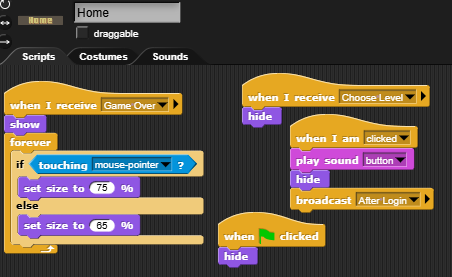 Home
Home
draggable
Scripts
Costumes
Sounds
when I receive Game Over
show
forever
if touching mouse-pointer ?
set size to 75 %
else
set size to 65 %
when I receive Choose Level
hide
when I am clicked
play sound button
hide
broadcast After Login
when clicked
hide